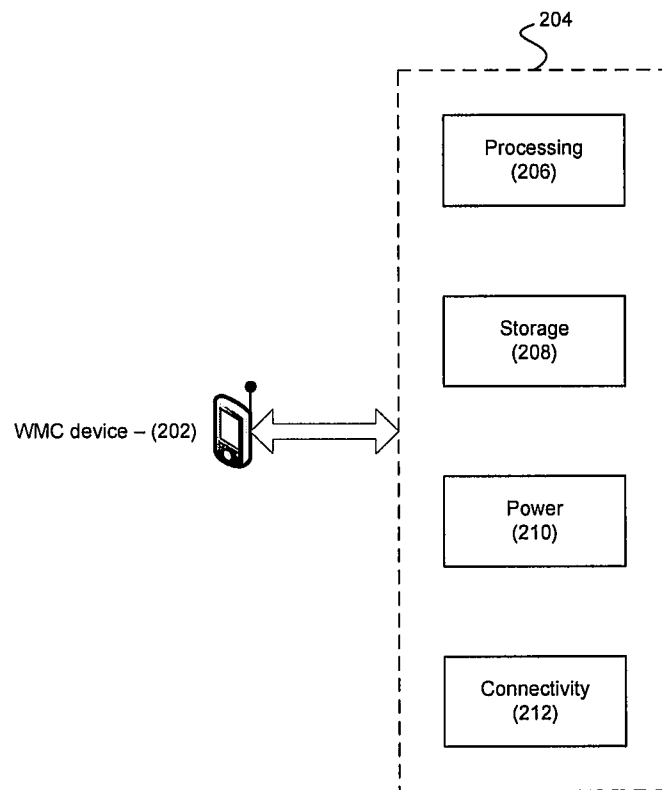 204
Processing
(206)
Storage
(208)
WMC device – (202)
Power
(210)
Connectivity
(212)